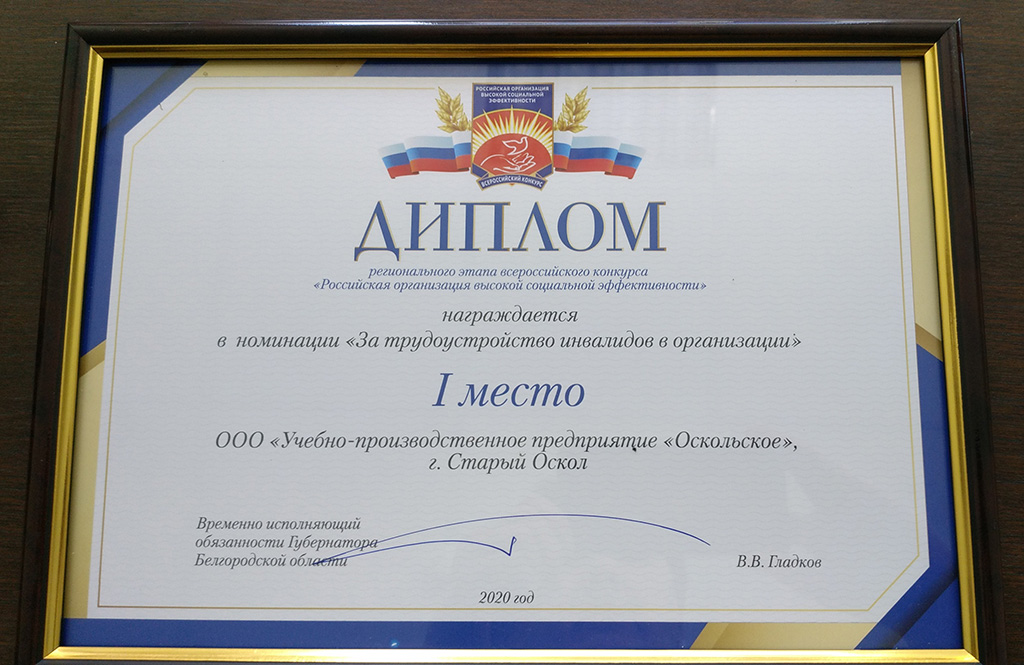 РОССИЙСКАЯ ОРГАНИЗАЦИЯ
ВЫСОКОЙ СОЦИАЛЬНОЙ
ЭФФЕКТИВНОСТИ
ВСЕРОССИЙСКИЙ КОНКУРС
ДИПЛОМ
регионального этапа всероссийского конкурса
«Российская организация высокой социальной эффективности»
награждается
в номинации «За трудоустройство инвалидов в организации»
I место
ООО «Учебно-производственное предприятие «Оскольское»,
г. Старый Оскол
Временно исполняющий
обязанности Губернатора
Белгородской области
В.В. Гладков
2020 год